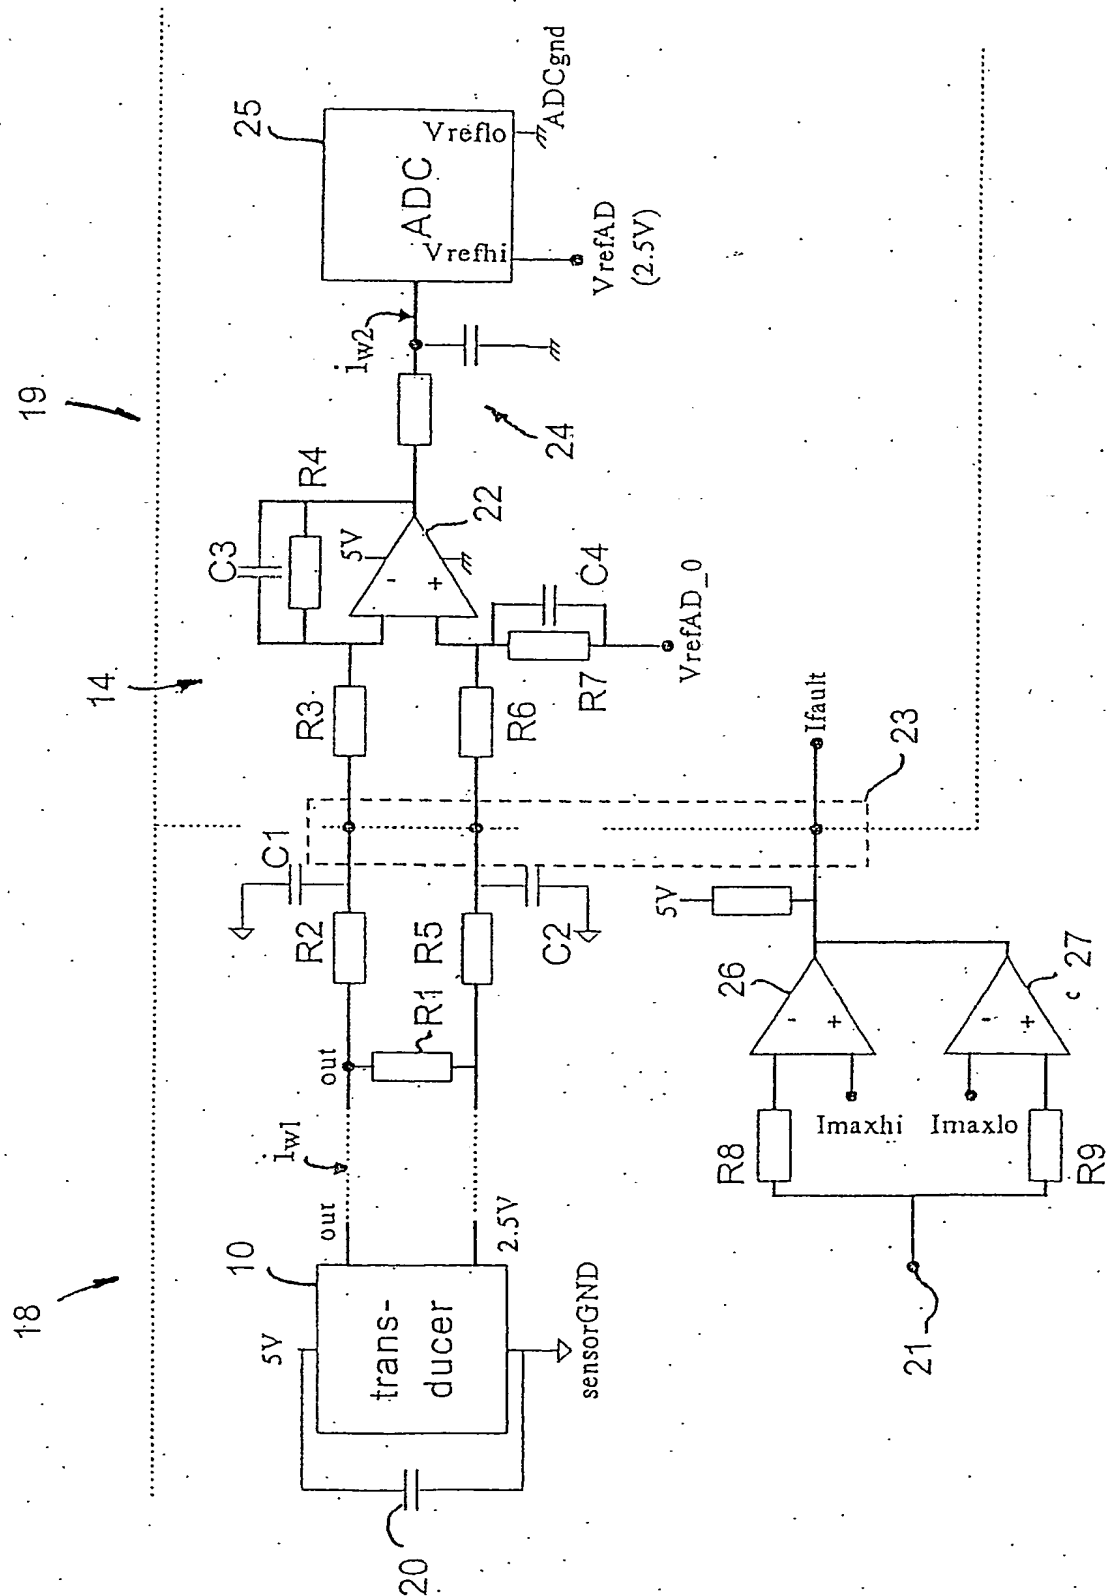 18
19
14
C3
R4
5V
-
+
22
iw2
25
ADC
Vrefhi
Vreflo
ADCgnd
VrefAD
(2.5V)
24
C4
R7
VrefAD_0
R3
R6
C1
R2
R5
C2
R1
out
iw1
out
2.5V
10
5V
trans-
ducer
sensorGND
20
23
Ifault
5V
26
-
+
27
c
-
+
Imaxhi
Imaxlo
R8
R9
21